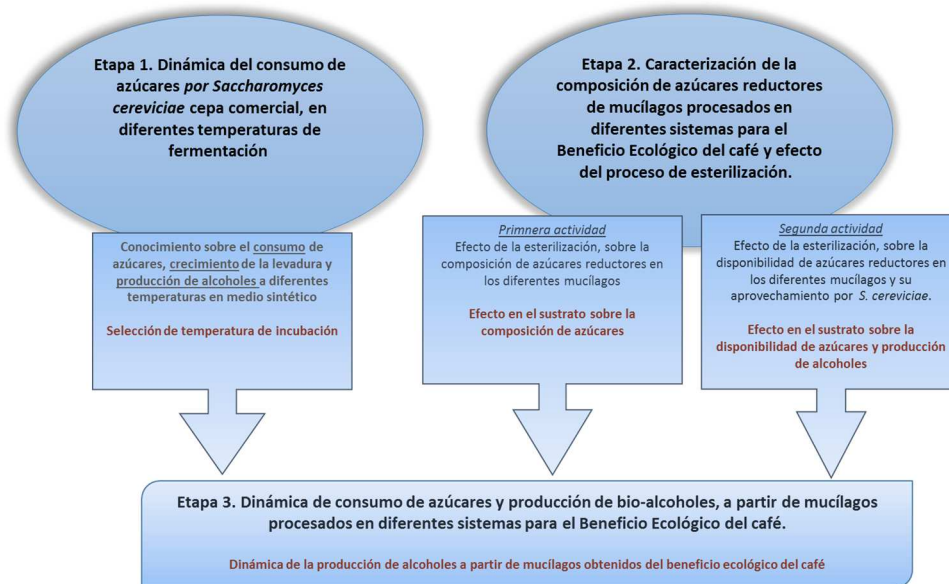 Etapa 1. Dinámica del consumo de
azúcares por Saccharomyces
cereviciae cepa comercial, en
diferentes temperaturas de
fermentación
Etapa 2. Caracterización de la
composición de azúcares reductores
de mucílagos procesados en
diferentes sistemas para el
Beneficio Ecológico del café y efecto
del proceso de esterilización.
Conocimiento sobre el consumo de
azúcares, crecimiento de la levadura y
producción de alcoholes a diferentes
temperaturas en medio sintético
Selección de temperatura de incubación
Primnera actividad
Efecto de la esterilización, sobre la
composición de azúcares reductores en
los diferentes mucílagos
Efecto en el sustrato sobre la
composición de azúcares
Segunda actividad
Efecto de la esterilización, sobre la
disponibilidad de azúcares reductores en
los diferentes mucílagos y su
aprovechamiento por S. cereviciae.
Efecto en el sustrato sobre la
disponibilidad de azúcares y producción
de alcoholes
Etapa 3. Dinámica de consumo de azúcares y producción de bio-alcoholes, a partir de mucílagos
procesados en diferentes sistemas para el Beneficio Ecológico del café.
Dinámica de la producción de alcoholes a partir de mucílagos obtenidos del beneficio ecológico del café